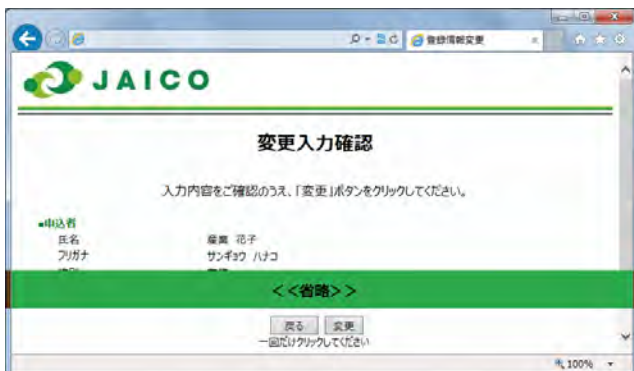 登録情報変更
JAICO
変更入力確認
入力内容をご確認のうえ、「変更」ボタンをクリックしてください。
■申込者
氏名 産業 花子
フリガナ サンギョウ ハナコ
<<省略>>
戻る 変更
一回だけクリックしてください
100%